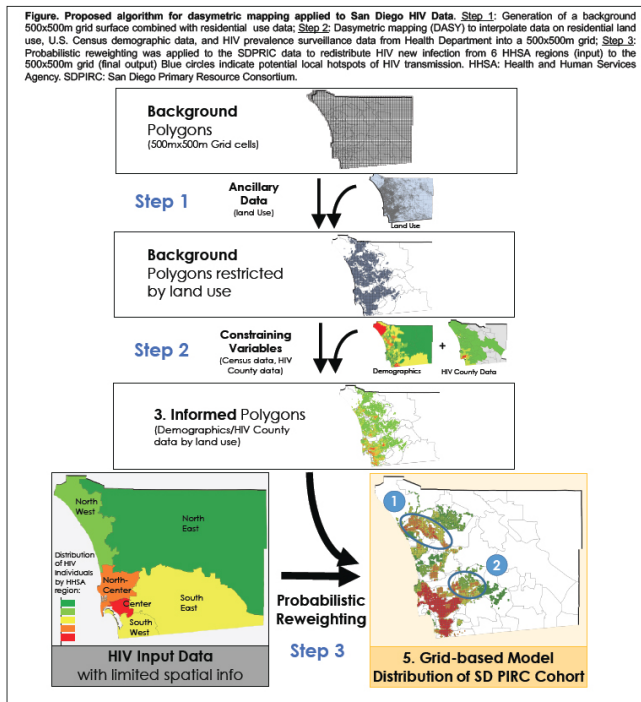 Figure. Proposed algorithm for dasymetric mapping applied to San Diego HIV Data. Step 1: Generation of a background
500x500m grid surface combined with residential use data; Step 2: Dasymetric mapping (DASY) to interpolate data on residential land
use, U.S. Census demographic data, and HIV prevalence surveillance data from Health Department into a 500x500m grid; Step 3:
Probabilistic reweighting was applied to the SDPRIC data to redistribute HIV new infection from 6 HHSA regions (input) to the
500x500m grid (final output) Blue circles indicate potential local hotspots of HIV transmission. HHSA: Health and Human Services
Agency. SDPIRC: San Diego Primary Resource Consortium.
Background
Polygons
(500mx500m Grid cells)
Step 1
Ancillary
Data
(land Use)
Land Use
Background
Polygons restricted
by land use
Step 2
Constraining
Variables
(Census data, HIV
County data)
+
Demographics
HIV County Data
3. Informed Polygons
(Demographics/HIV County
data by land use)
North
West
North
East
Distribution
of HIV
Individuals
by HHSA
region:
North-
Center
Center
South
East
South
West
HIV Input Data
with limited spatial info
Probabilistic
Reweighting
Step 3
1
2
5. Grid-based Model
Distribution of SD PIRC Cohort